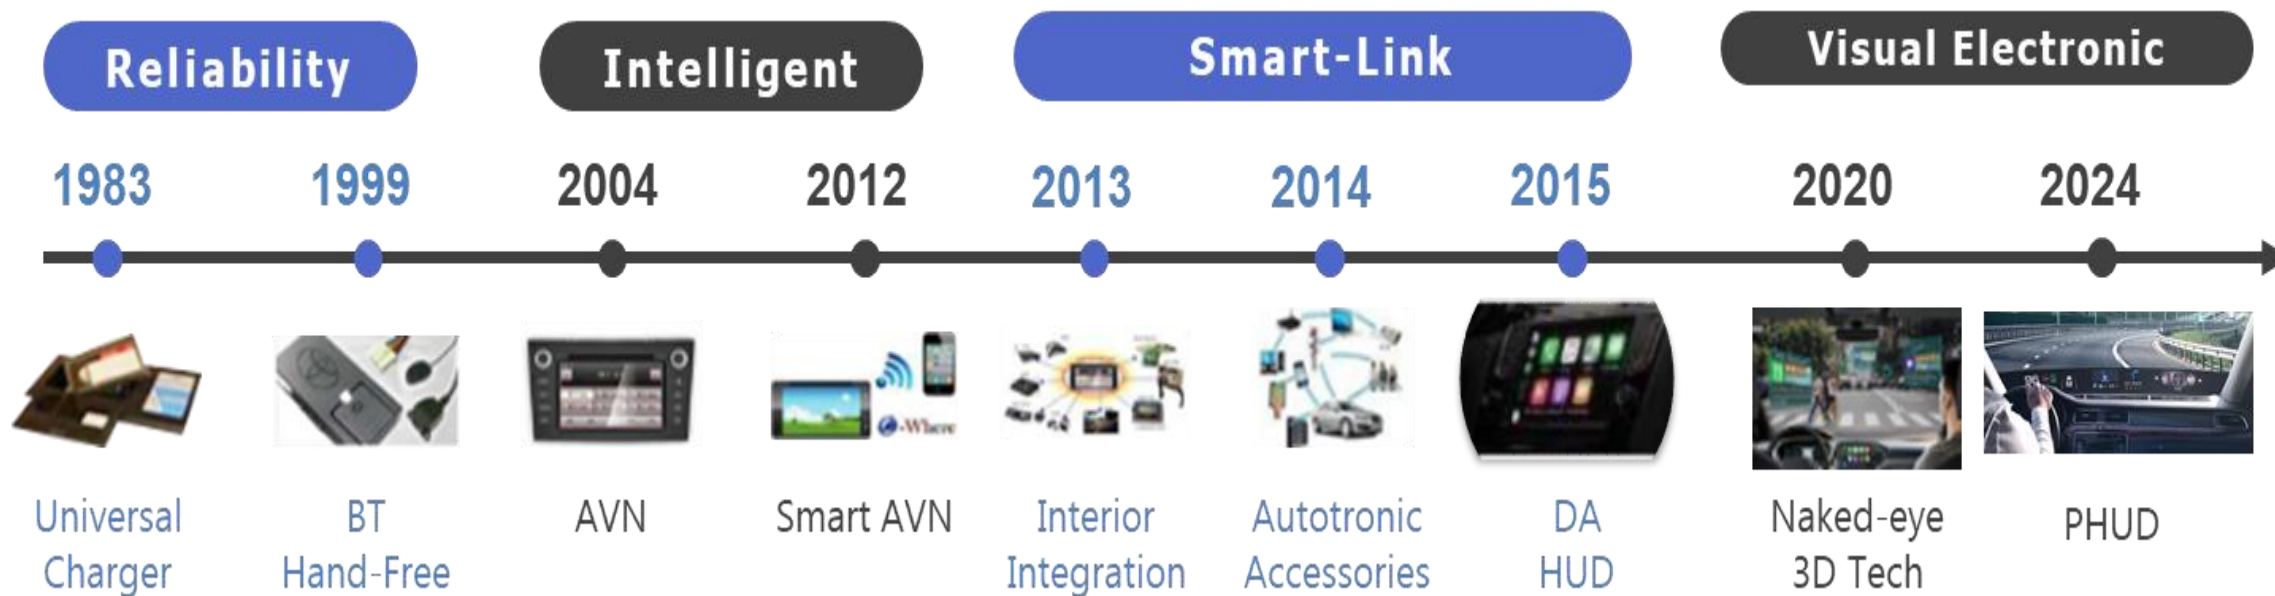 Reliability
Intelligent
Smart-Link
Visual Electronic
1983
1999
2004
2012
2013
2014
2015
2020
2024
-Where
Universal
Charger
BT
Hand-Free
AVN
Smart AVN
Interior
Integration
Autotronic
Accessories
DA
HUD
Naked-eye
3D Tech
PHUD